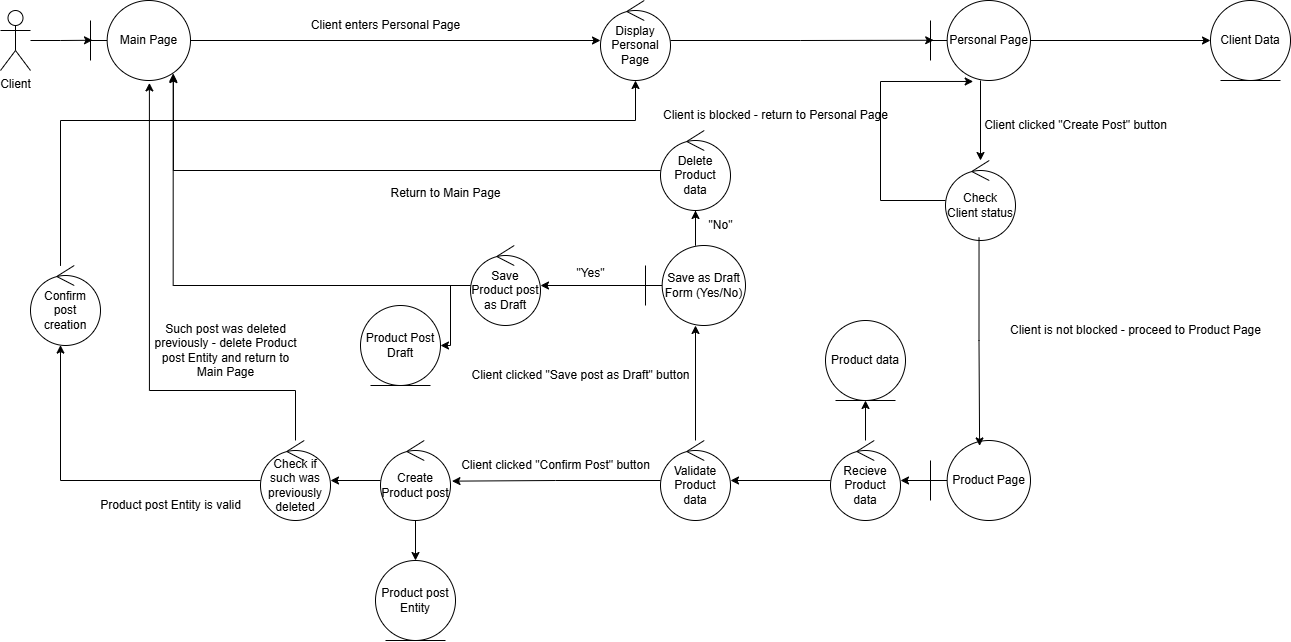 Client
Main Page
Client enters Personal Page
Display
Personal
Page
Personal Page
Client Data
Client is blocked - return to Personal Page
Client clicked "Create Post" button
Delete
Product
data
Return to Main Page
Check
Client status
"No"
"Yes"
Save
Product post
as Draft
Save as Draft
Form (Yes/No)
Confirm
post
creation
Such post was deleted
previously - delete Product
post Entity and return to
Main Page
Product Post
Draft
Client is not blocked - proceed to Product Page
Product data
Client clicked "Save post as Draft" button
Check if
such was
previously
deleted
Create
Product post
Client clicked "Confirm Post" button
Validate
Product
data
Recieve
Product
data
Product Page
Product post Entity is valid
Product post
Entity